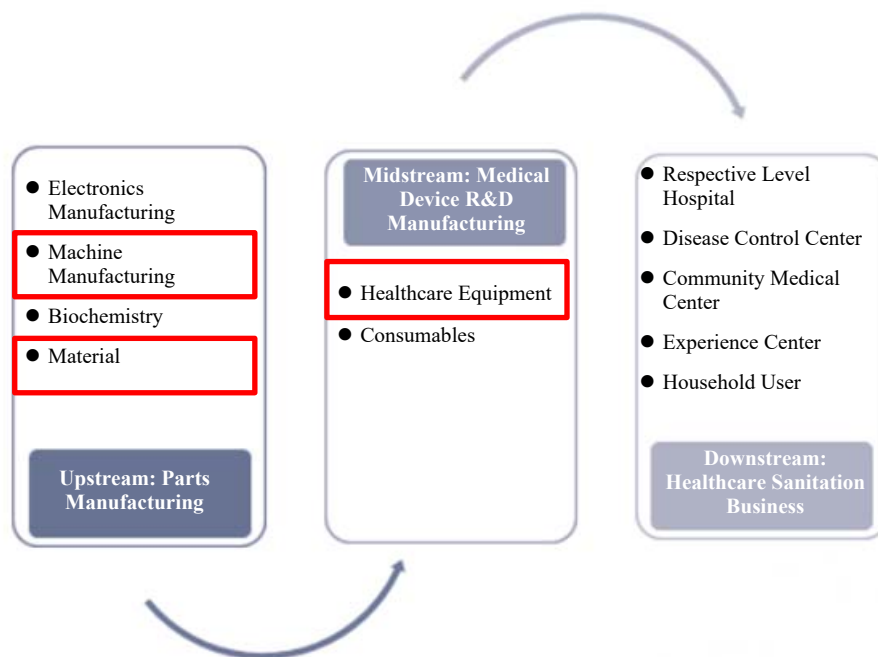 ● Electronics
Manufacturing
● Machine
Manufacturing
● Biochemistry
● Material
Upstream: Parts
Manufacturing
Midstream: Medical
Device R&D
Manufacturing
● Healthcare Equipment
● Consumables
● Respective Level
Hospital
● Disease Control Center
● Community Medical
Center
● Experience Center
● Household User
Downstream:
Healthcare Sanitation
Business